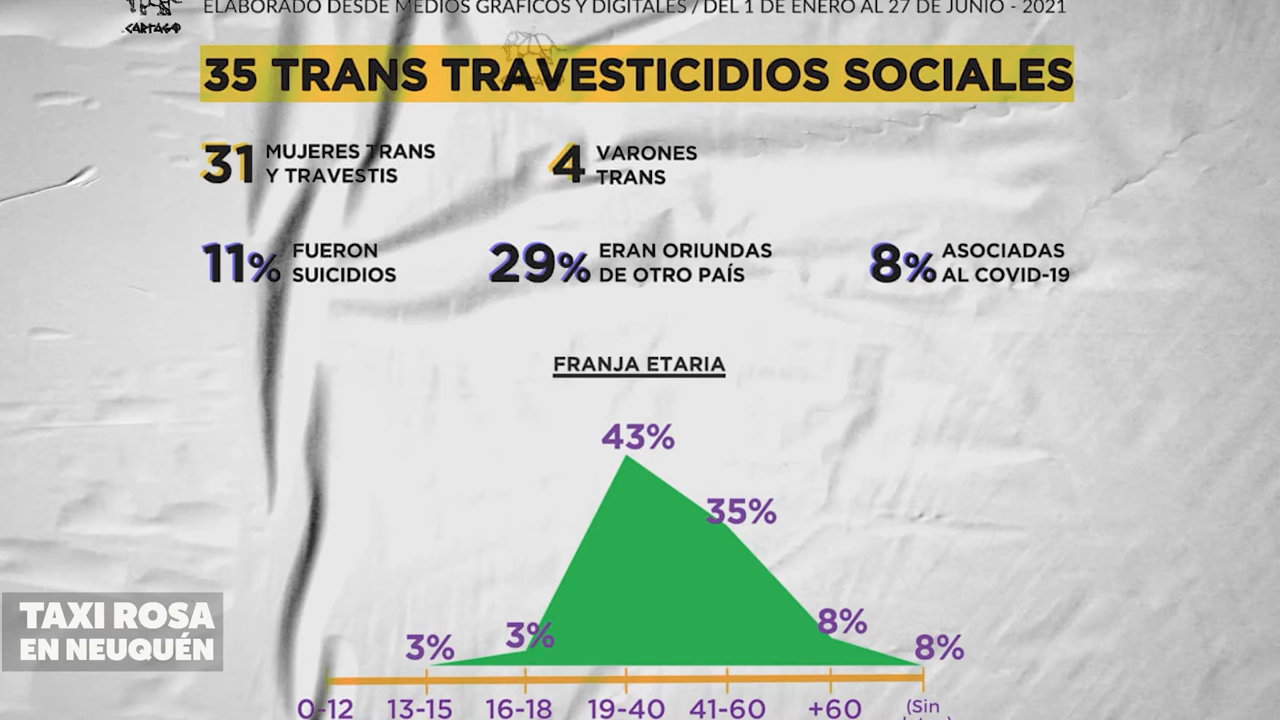 ELABORADO DESDE MEDIOS GRÁFICOS Y DIGITALES / DEL 1 DE ENERO AL 27 DE JUNIO - 2021
CARTAGO
35 TRANS TRAVESTICIDIOS SOCIALES
31 MUJERES TRANS
Y TRAVESTIS
4 VARONES
TRANS
11% FUERON
SUICIDIOS
29% ERAN ORIUNDAS
DE OTRO PAÍS
8% ASOCIADAS
AL COVID-19
FRANJA ETARIA
43%
35%
3%
3%
8%
8%
TAXI ROSA
EN NEUQUÉN
0-12 13-15 16-18 19-40 41-60 +60 (Sin